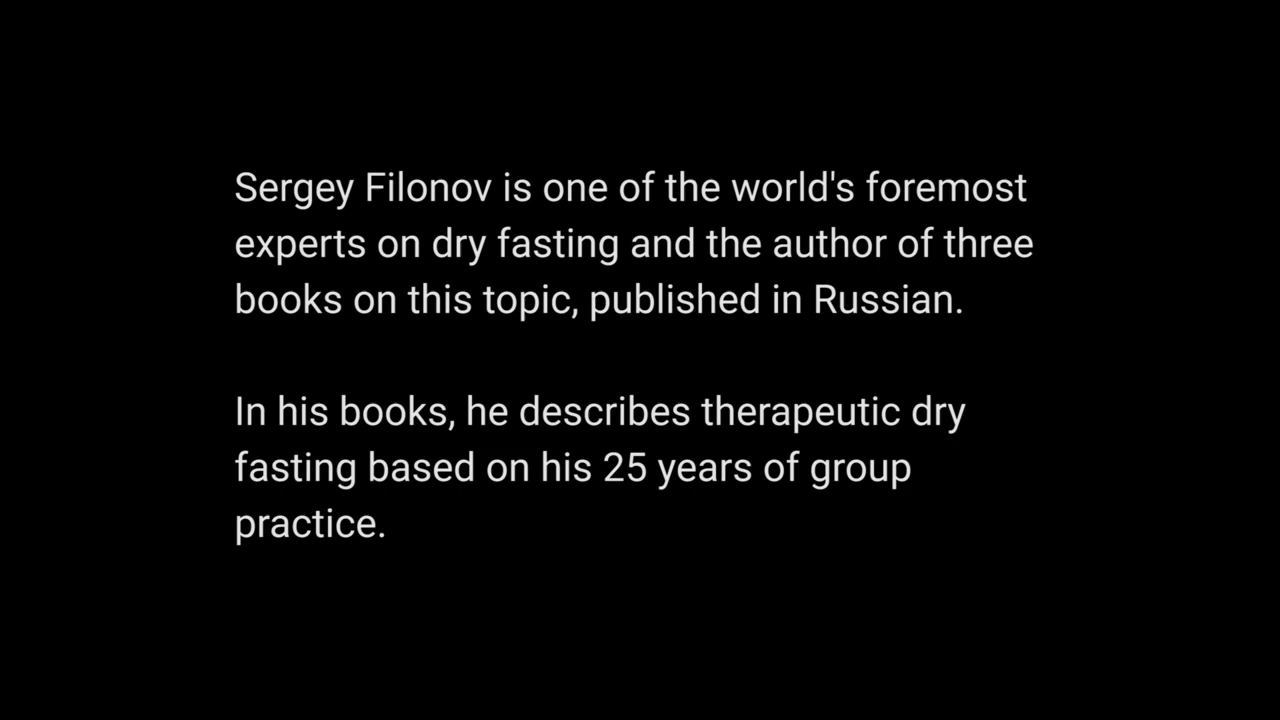 Sergey Filonov is one of the world's foremost
experts on dry fasting and the author of three
books on this topic, published in Russian.
In his books, he describes therapeutic dry
fasting based on his 25 years of group
practice.